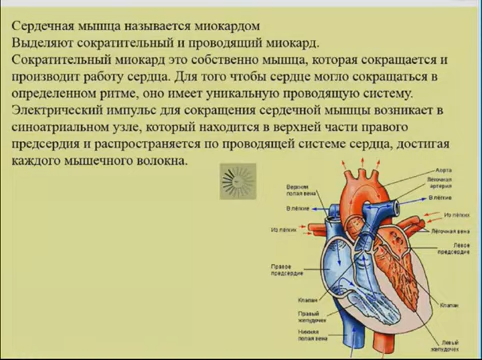 Сердечная мышца называется миокардом
Выделяют сократительный и проводящий миокард.
Сократительный миокард это собственно мышца, которая сокращается и
производит работу сердца. Для того чтобы сердце могло сокращаться в
определенном ритме, оно имеет уникальную проводящую систему.
Электрический импульс для сокращения сердечной мышцы возникает в
синоатриальном узле, который находится в верхней части правого
предсердия и распространяется по проводящей системе сердца, достигая
каждого мышечного волокна.
Аорта
Лёгочная
артерия
Верхняя
полая вена
В лёгкие
В лёгкие
Из лёгких
Из лёгких
Лёгочная вена
Левое
предсердие
Правое
предсердие
Клапан
Клапан
Правый
желудочек
Нижняя
полая вена
Левый
желудочек